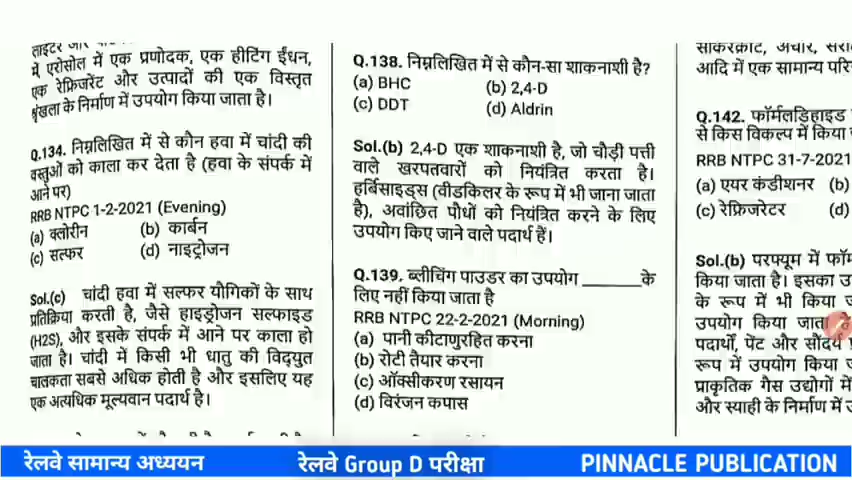 लाइटर और
में एरोसोल में एक प्रणोदक, एक हीटिंग ईंधन,
एक रेफ्रिजरेंट और उत्पादों की एक विस्तृत
श्रृंखला के निर्माण में उपयोग किया जाता है।
Q.134. निम्नलिखित में से कौन हवा में चांदी की
वस्तुओं को काला कर देता है (हवा के संपर्क में
आने पर)
RRB NTPC 1-2-2021 (Evening)
(a) क्लोरीन (b) कार्बन
(c) सल्फर (d) नाइट्रोजन
Sol.(c) चांदी हवा में सल्फर यौगिकों के साथ
प्रतिक्रिया करती है, जैसे हाइड्रोजन सल्फाइड
(H2S), और इसके संपर्क में आने पर काला हो
जाता है। चांदी में किसी भी धातु की विद्युत
चालकता सबसे अधिक होती है और इसलिए यह
एक अत्यधिक मूल्यवान पदार्थ है।
Q.138. निम्नलिखित में से कौन-सा शाकनाशी है?
(a) BHC (b) 2,4-D
(c) DDT (d) Aldrin
Sol.(b) 2,4-D एक शाकनाशी है, जो चौड़ी पत्ती
वाले खरपतवारों को नियंत्रित करता है।
हर्बिसाइड्स (वीडकिलर के रूप में भी जाना जाता
है), अवांछित पौधों को नियंत्रित करने के लिए
उपयोग किए जाने वाले पदार्थ हैं।
Q.139. ब्लीचिंग पाउडर का उपयोग ______के
लिए नहीं किया जाता है
RRB NTPC 22-2-2021 (Morning)
(a) पानी कीटाणुरहित करना
(b) रोटी तैयार करना
(c) ऑक्सीकरण रसायन
(d) विरंजन कपास
साकरक्राट, अचार,
आदि में एक सामान्य
Q.142. फॉर्मलडिहाइड
से किस विकल्प में किया
RRB NTPC 31-7-2021
(a) एयर कंडीशनर (b)
(c) रेफ्रिजरेटर (d)
Sol.(b) परफ्यूम में
किया जाता है। इसका
के रूप में भी किया
उपयोग किया जाता है
पदार्थों, पेंट और सौंदर्य
रूप में उपयोग किया
प्राकृतिक गैस उद्योगों में
और स्याही के निर्माण में
रेलवे सामान्य अध्ययन रेलवे Group D परीक्षा PINNACLE PUBLICATION